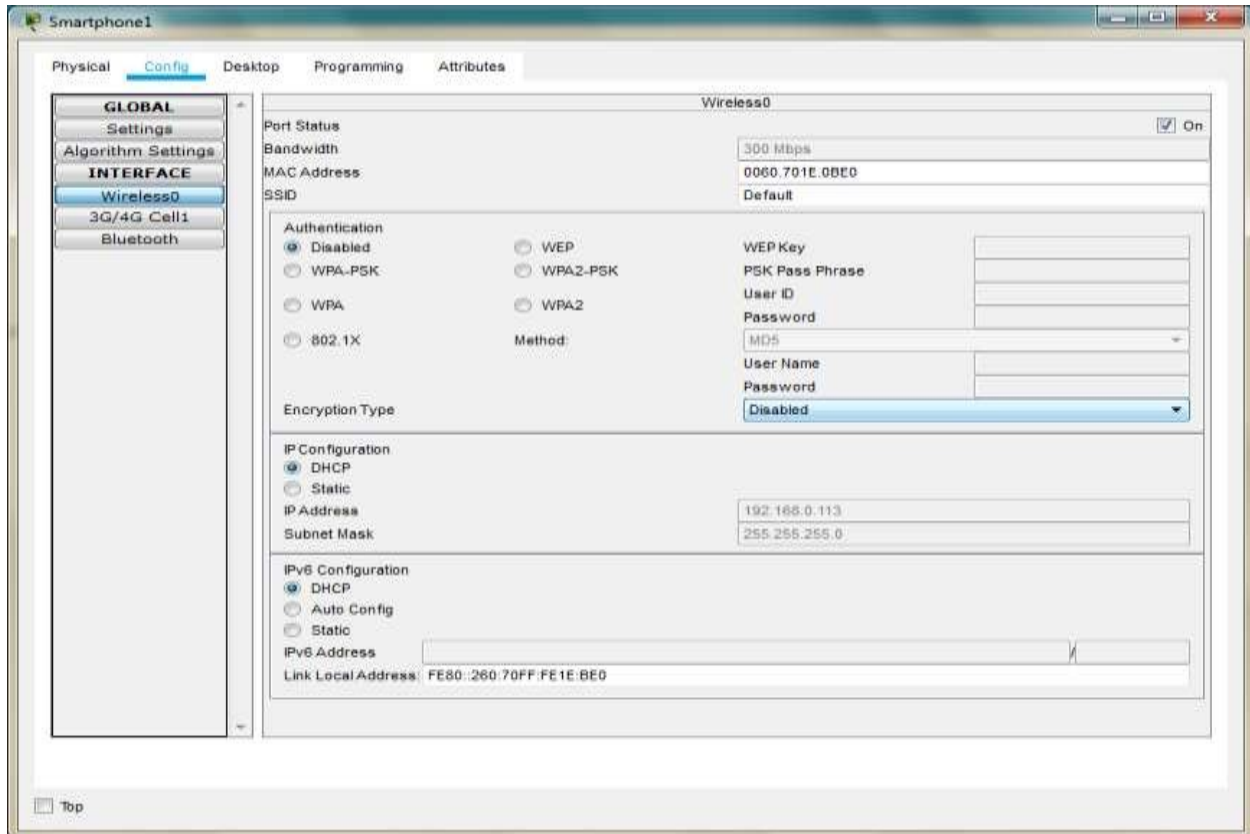 Smartphone1
Physical Config Desktop Programming Attributes
GLOBAL
Settings
Algorithm Settings
INTERFACE
Wireless0
3G/4G Cell1
Bluetooth
Wireless0
Port Status On
Bandwidth 300 Mbps
MAC Address 0060.701E.0BE0
SSID Default
Authentication
Disabled WEP WEP Key
WPA-PSK WPA2-PSK PSK Pass Phrase
User ID
WPA WPA2
Password
802.1X Method: MD5
User Name
Password
Encryption Type Disabled
IP Configuration
DHCP
Static
IP Address 192.168.0.113
Subnet Mask 255.255.255.0
IPv6 Configuration
DHCP
Auto Config
Static
IPv6 Address /
Link Local Address: FE80::260:70FF:FE1E:BE0
Top